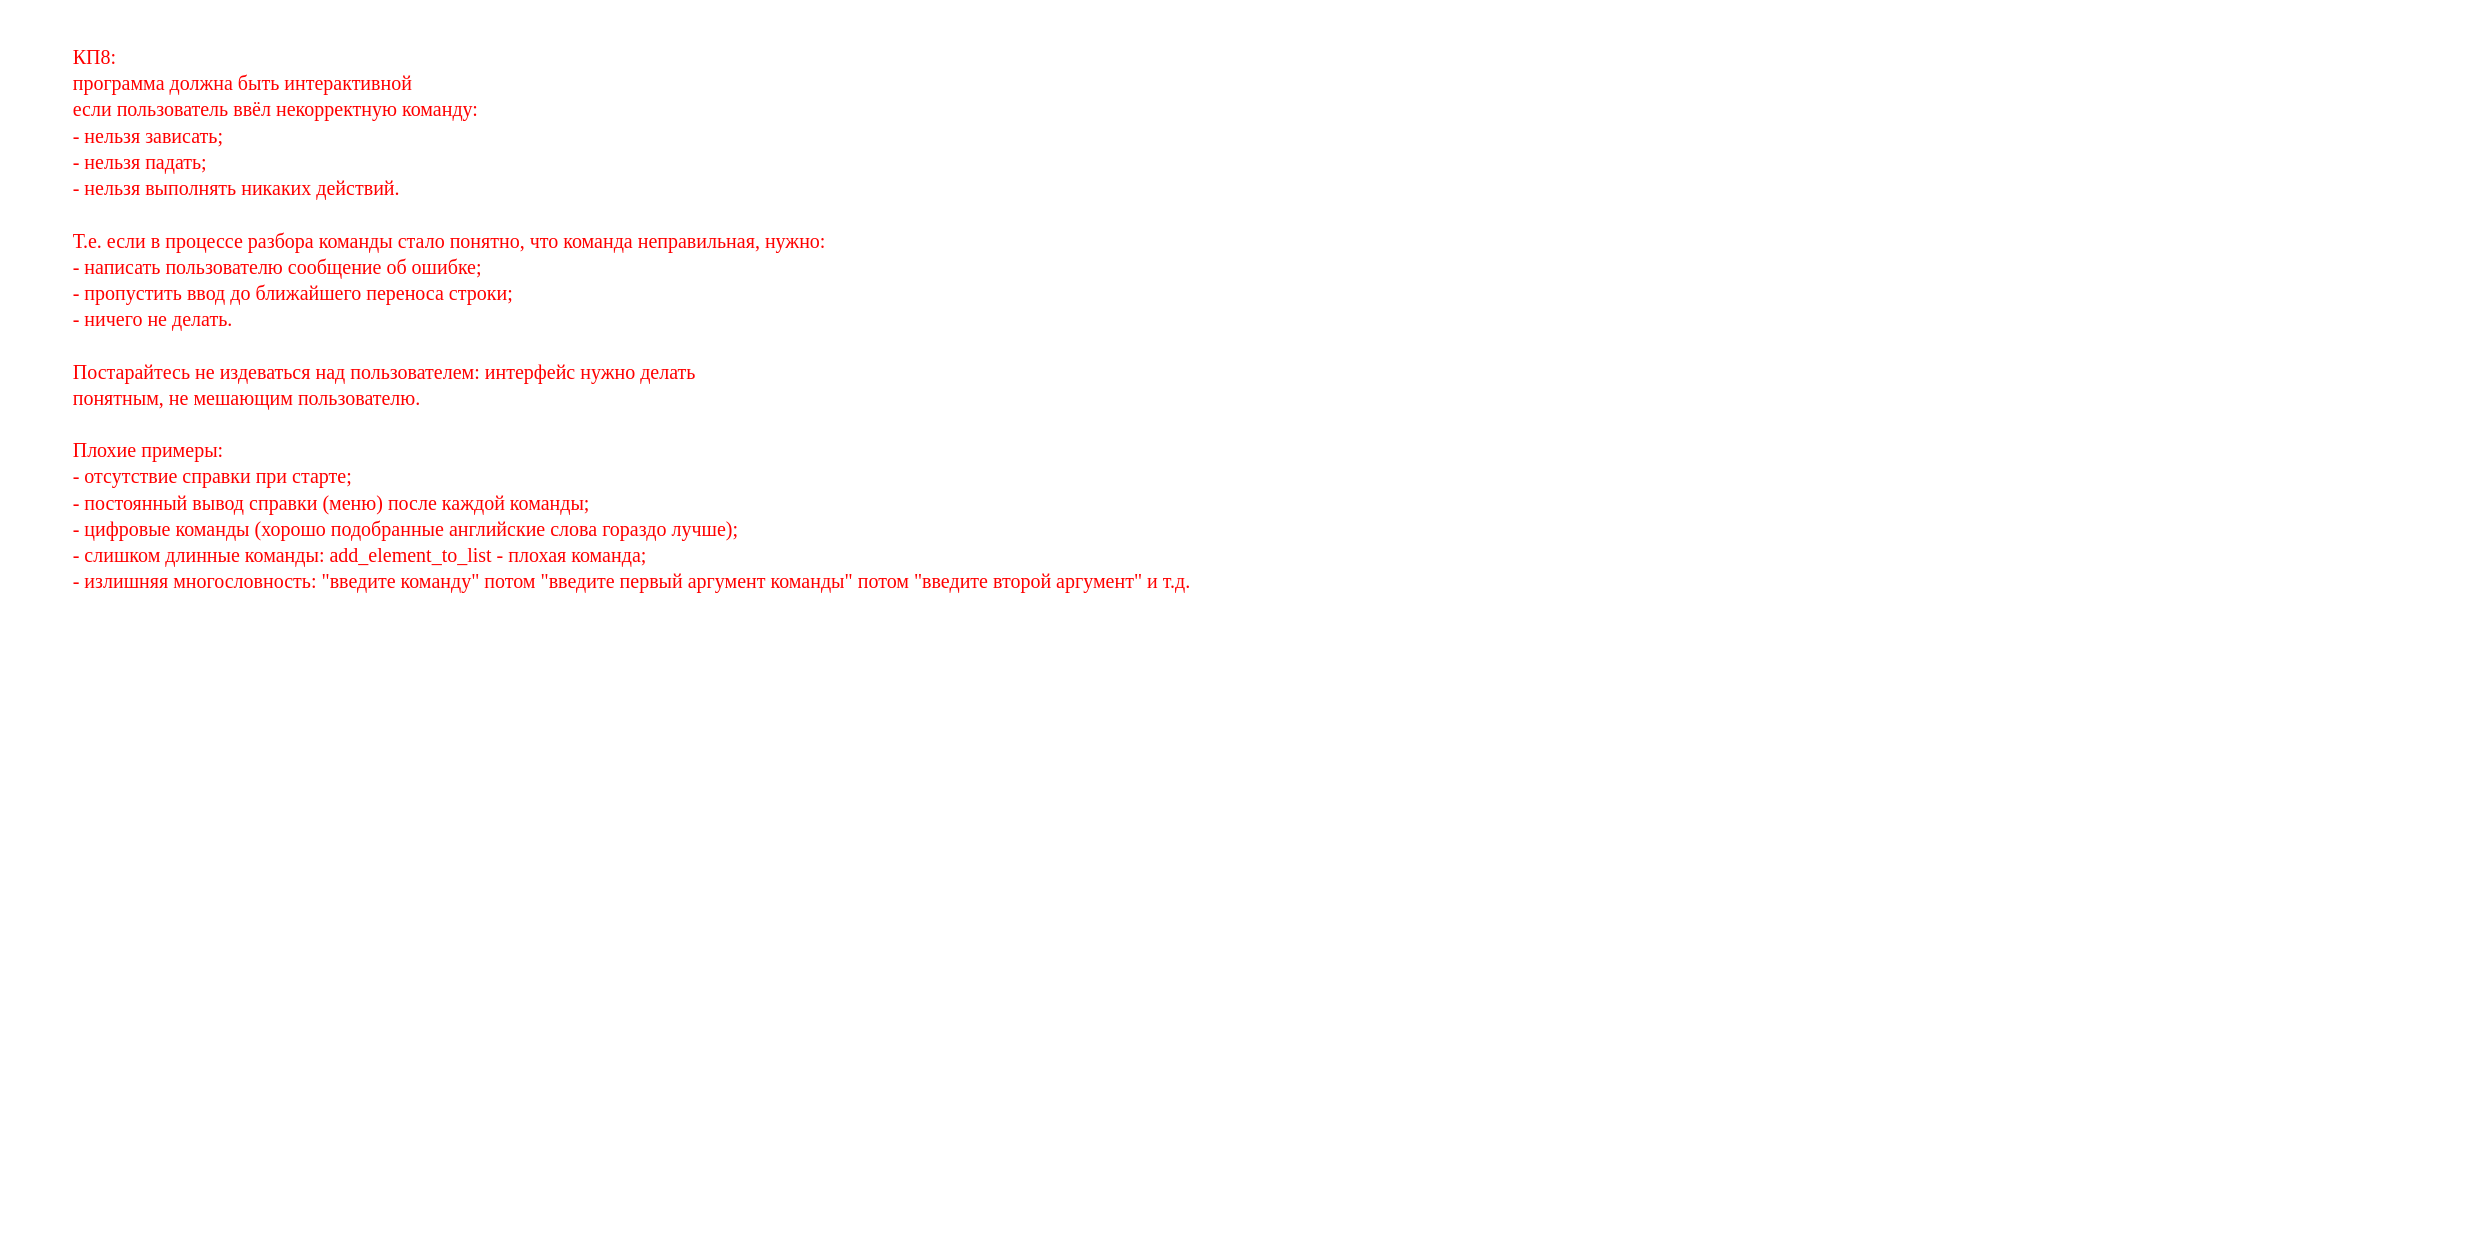 КП8:
программа должна быть интерактивной
если пользователь ввёл некорректную команду:
- нельзя зависать;
- нельзя падать;
- нельзя выполнять никаких действий.
Т.е. если в процессе разбора команды стало понятно, что команда неправильная, нужно:
- написать пользователю сообщение об ошибке;
- пропустить ввод до ближайшего переноса строки;
- ничего не делать.
Постарайтесь не издеваться над пользователем: интерфейс нужно делать
понятным, не мешающим пользователю.
Плохие примеры:
- отсутствие справки при старте;
- постоянный вывод справки (меню) после каждой команды;
- цифровые команды (хорошо подобранные английские слова гораздо лучше);
- слишком длинные команды: add_element_to_list - плохая команда;
- излишняя многословность: "введите команду" потом "введите первый аргумент команды" потом "введите второй аргумент" и т.д.